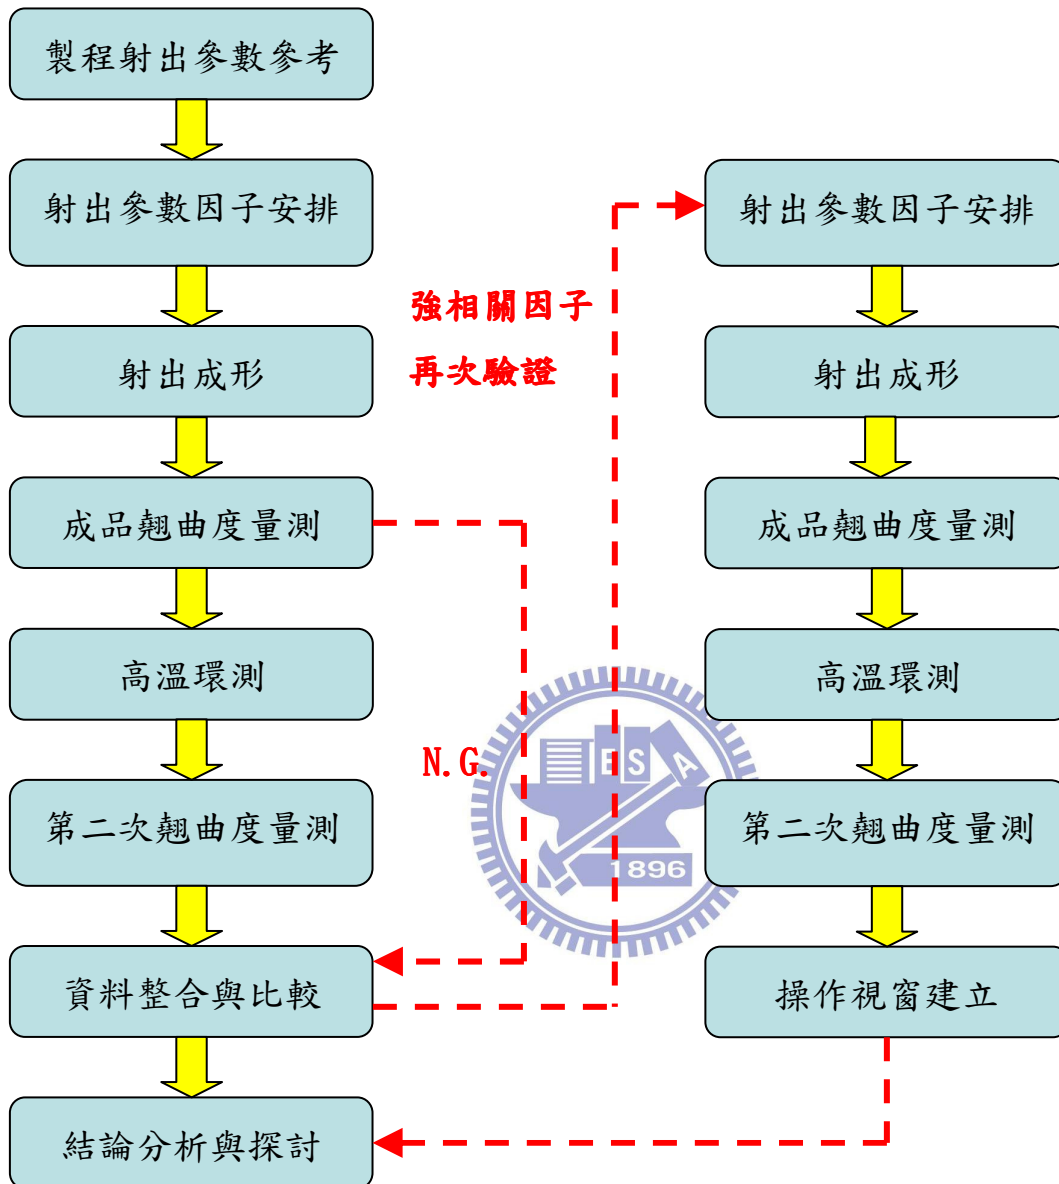 製程射出參數參考
射出參數因子安排
射出成形
成品翹曲度量測
高溫環測
第二次翹曲度量測
資料整合與比較
結論分析與探討
強相關因子
再次驗證
N.G.
ES
A
1896
射出參數因子安排
射出成形
成品翹曲度量測
高溫環測
第二次翹曲度量測
操作視窗建立